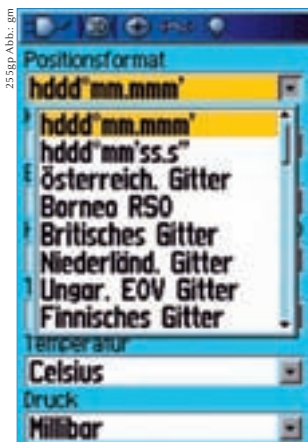 255gp Abb.: gm
Positionsformat
hddd°mm.mmm'
hddd°mm.mmm'
hddd°mm'ss.s"
Österreich. Gitter
Borneo RSO
Britisches Gitter
Niederländ. Gitter
Ungar. EOV Gitter
Finnisches Gitter
Temperatur
Celsius
Druck
Millibar